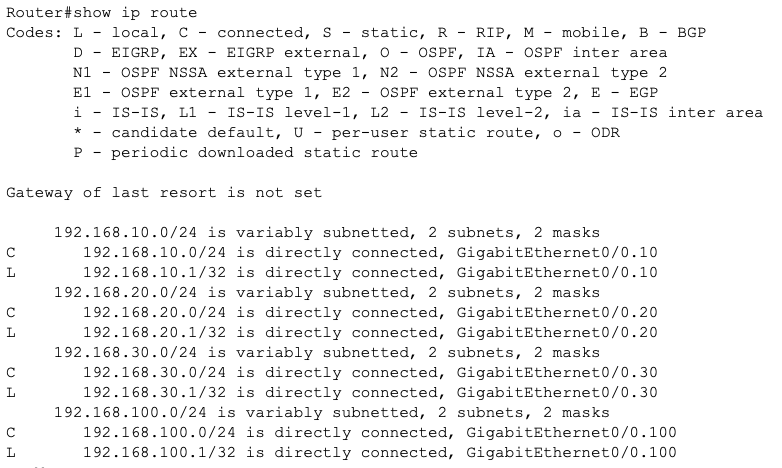 Router#show ip route
Codes: L - local, C - connected, S - static, R - RIP, M - mobile, B - BGP
       D - EIGRP, EX - EIGRP external, O - OSPF, IA - OSPF inter area
       N1 - OSPF NSSA external type 1, N2 - OSPF NSSA external type 2
       E1 - OSPF external type 1, E2 - OSPF external type 2, E - EGP
       i - IS-IS, L1 - IS-IS level-1, L2 - IS-IS level-2, ia - IS-IS inter area
       * - candidate default, U - per-user static route, o - ODR
       P - periodic downloaded static route

Gateway of last resort is not set

     192.168.10.0/24 is variably subnetted, 2 subnets, 2 masks
C       192.168.10.0/24 is directly connected, GigabitEthernet0/0.10
L       192.168.10.1/32 is directly connected, GigabitEthernet0/0.10
     192.168.20.0/24 is variably subnetted, 2 subnets, 2 masks
C       192.168.20.0/24 is directly connected, GigabitEthernet0/0.20
L       192.168.20.1/32 is directly connected, GigabitEthernet0/0.20
     192.168.30.0/24 is variably subnetted, 2 subnets, 2 masks
C       192.168.30.0/24 is directly connected, GigabitEthernet0/0.30
L       192.168.30.1/32 is directly connected, GigabitEthernet0/0.30
     192.168.100.0/24 is variably subnetted, 2 subnets, 2 masks
C       192.168.100.0/24 is directly connected, GigabitEthernet0/0.100
L       192.168.100.1/32 is directly connected, GigabitEthernet0/0.100